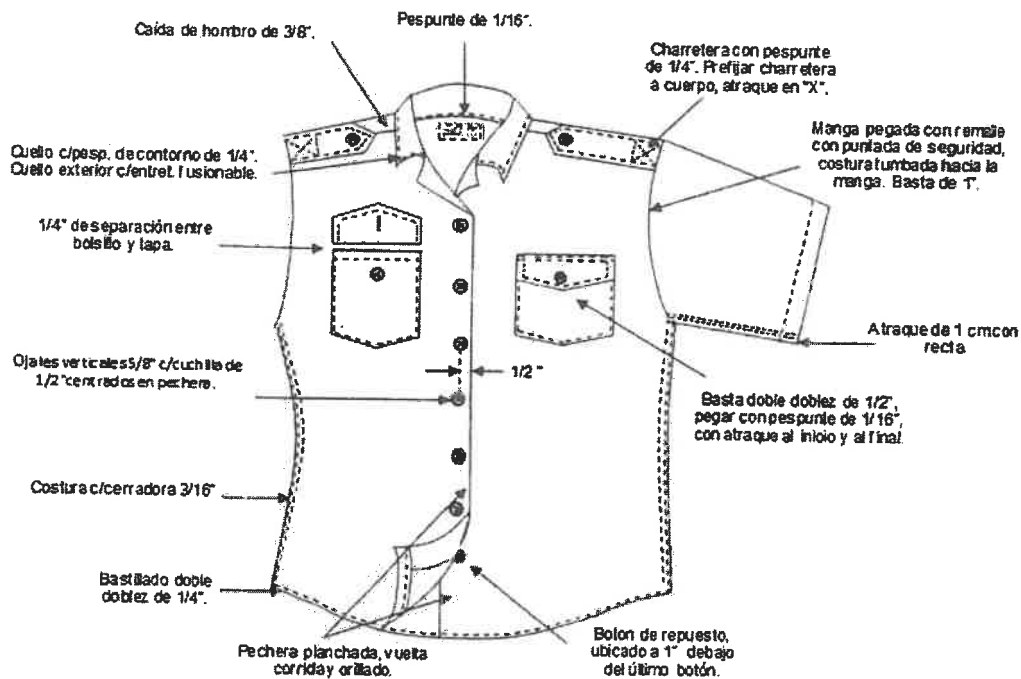 Caída de hombro de 3/8".
Pespunte de 1/16".
Charretera con pespunte
de 1/4". Prefijar charretera
a cuerpo, atraque en "X".
Cuello c/pesp. de contorno de 1/4".
Cuello exterior c/entret. fusionable.
Manga pegada con remalle
con puntada de seguridad,
costura tumbada hacia la
manga. Basta de 1".
1/4" de separación entre
bolsillo y tapa.
Atraque de 1 cm con
recta
Ojales verticales 5/8" c/cuchilla de
1/2" centrados en pechera.
1/2"
Basta doble doblez de 1/2",
pegar con pespunte de 1/16",
con atraque al inicio y al final.
Costura c/cerradora 3/16"
Bastillado doble
doblez de 1/4".
Pechera planchada, vuelta
corrida y orillado.
Boton de repuesto,
ubicado a 1" debajo
del último botón.